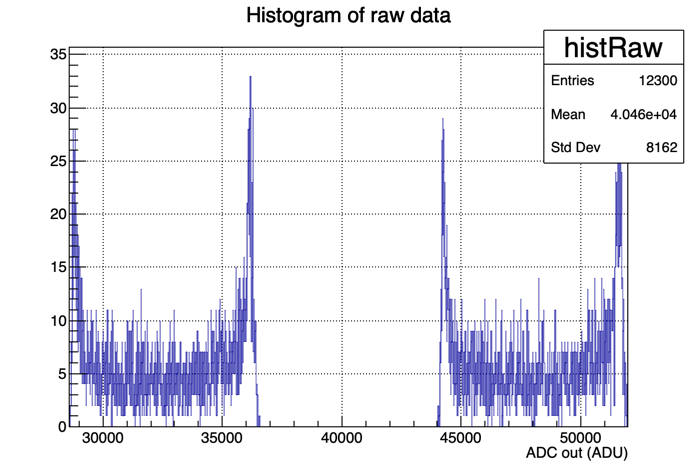 Histogram of raw data
histRaw
Entries 12300
Mean 4.046e+04
Std Dev 8162
35
30
25
20
15
10
5
0
30000 35000 40000 45000 50000
ADC out (ADU)